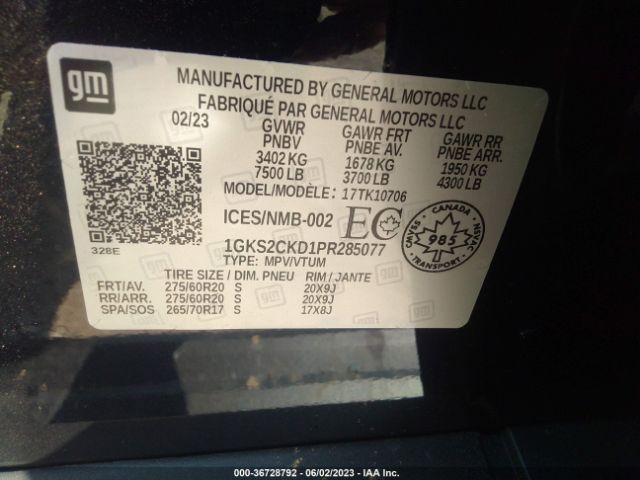 gm
MANUFACTURED BY GENERAL MOTORS LLC
FABRIQUÉ PAR GENERAL MOTORS LLC
02/23 GVWR GAWR FRT GAWR RR
PNBV PNBE AV. PNBE ARR.
3402 KG 1678 KG 1950 KG
7500 LB 3700 LB 4300 LB
MODEL/MODÈLE: 17TK10706
ICES/NMB-002 EC
CANADA
CMVSS 985 NSVAC
TRANSPORT
328E
1GKS2CKD1PR285077
TYPE: MPV/VTUM
TIRE SIZE / DIM. PNEU RIM / JANTE
FRT/AV. 275/60R20 S 20X9J
RR/ARR. 275/60R20 S 20X9J
SPA/SOS 265/70R17 S 17X8J
000-36728792 - 06/02/2023 - IAA Inc.